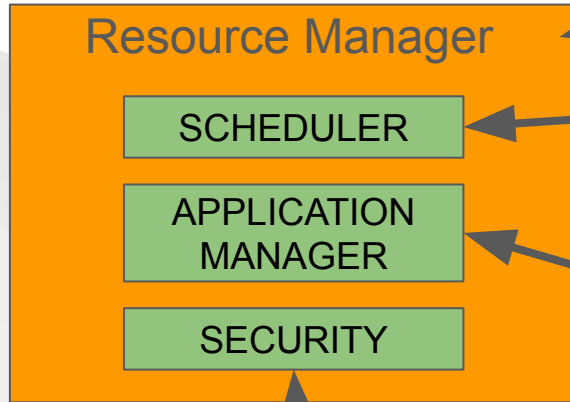 Resource Manager
SCHEDULER
APPLICATION
MANAGER
SECURITY